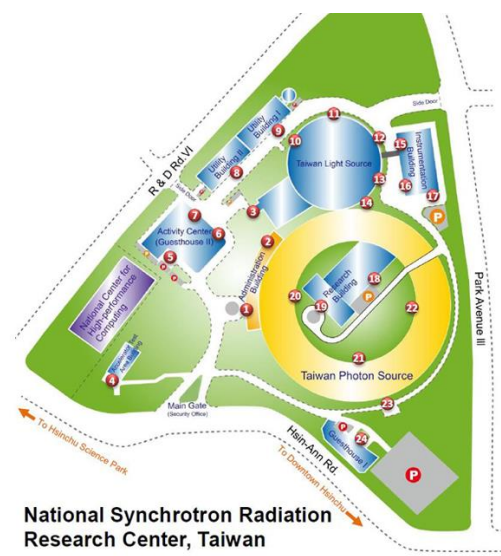 11
Side Door
Utility
Building I
9
10
12
15
Instrumentation
Building
Taiwan Light Source
Utility
Building II
8
13
16
17
R & D Rd.VI
Side Door
14
P
7
3
Activity Center
(Guesthouse II)
6
2
5
P
P
Administration
Building
18
Research
Building
P
20
19
22
1
National Center for
High-performance
Computing
Park Avenue III
21
Taiwan Photon Source
4
Main Gate
(Security Office)
23
To Hsinchu Science Park
Hsin-Ann Rd.
P
24
Guesthouse I
P
To Downtown Hsinchu
National Synchrotron Radiation
Research Center, Taiwan